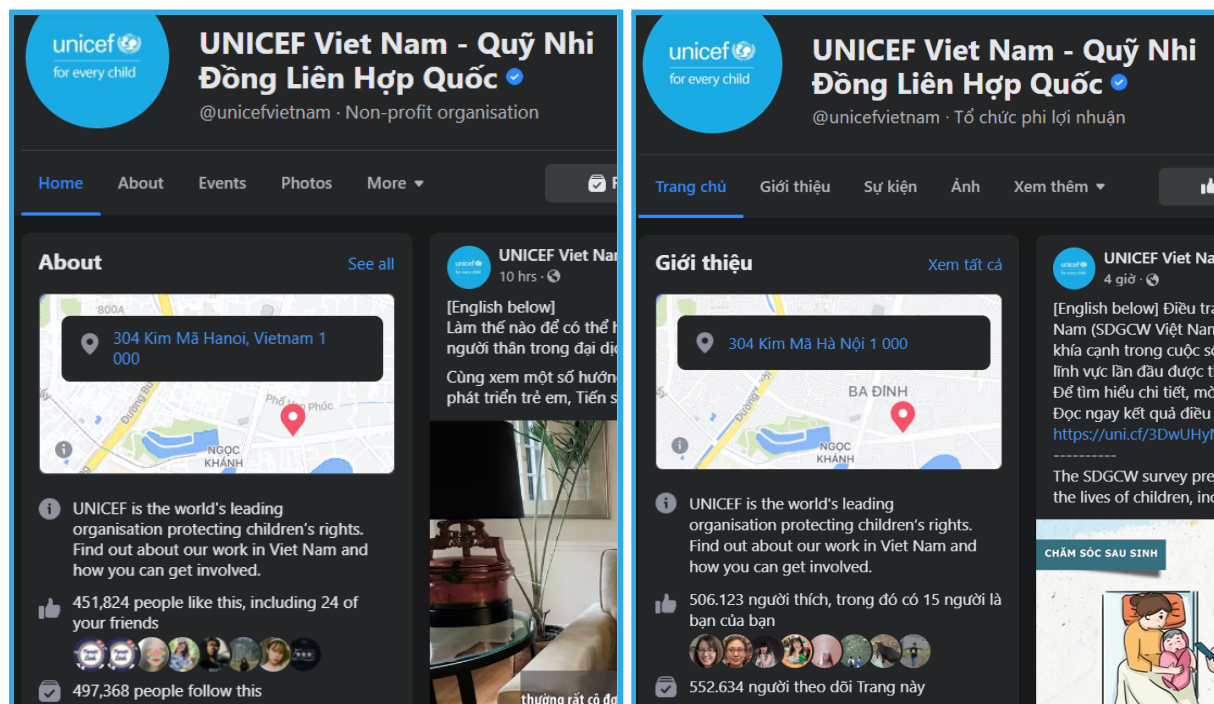 unicef
for every child
UNICEF Viet Nam - Quỹ Nhi
Đồng Liên Hợp Quốc
@unicefvietnam · Non-profit organisation
Home About Events Photos More
About
See all
800A
304 Kim Mã Hanoi, Vietnam 1
000
Phúc
NGỌC
KHÁNH
UNICEF is the world's leading
organisation protecting children's rights.
Find out about our work in Viet Nam and
how you can get involved.
451,824 people like this, including 24 of
your friends
497,368 people follow this
unicef
UNICEF Viet
10 hrs ·
[English below]
Làm thế nào để có thể
người thân trong đại
Cùng xem một số
phát triển trẻ em, Tiến
thường rất cô
unicef
for every child
UNICEF Viet Nam - Quỹ Nhi
Đồng Liên Hợp Quốc
@unicefvietnam · Tổ chức phi lợi nhuận
Trang chủ Giới thiệu Sự kiện Ảnh Xem thêm
Giới thiệu
Xem tất cả
304 Kim Mã Hà Nội 1 000
BA ĐÌNH
NGỌC
KHÁNH
UNICEF is the world's leading
organisation protecting children's rights.
Find out about our work in Viet Nam and
how you can get involved.
506.123 người thích, trong đó có 15 người là
bạn của bạn
552.634 người theo dõi Trang này
unicef
UNICEF Viet
4 giờ ·
[English below] Điều
Nam (SDGCW Việt
khía cạnh trong cuộc
lĩnh vực lần đầu được
Để tìm hiểu chi tiết,
Đọc ngay kết quả điều
----------
The SDGCW survey
the lives of children,
CHĂM SÓC SAU SINH